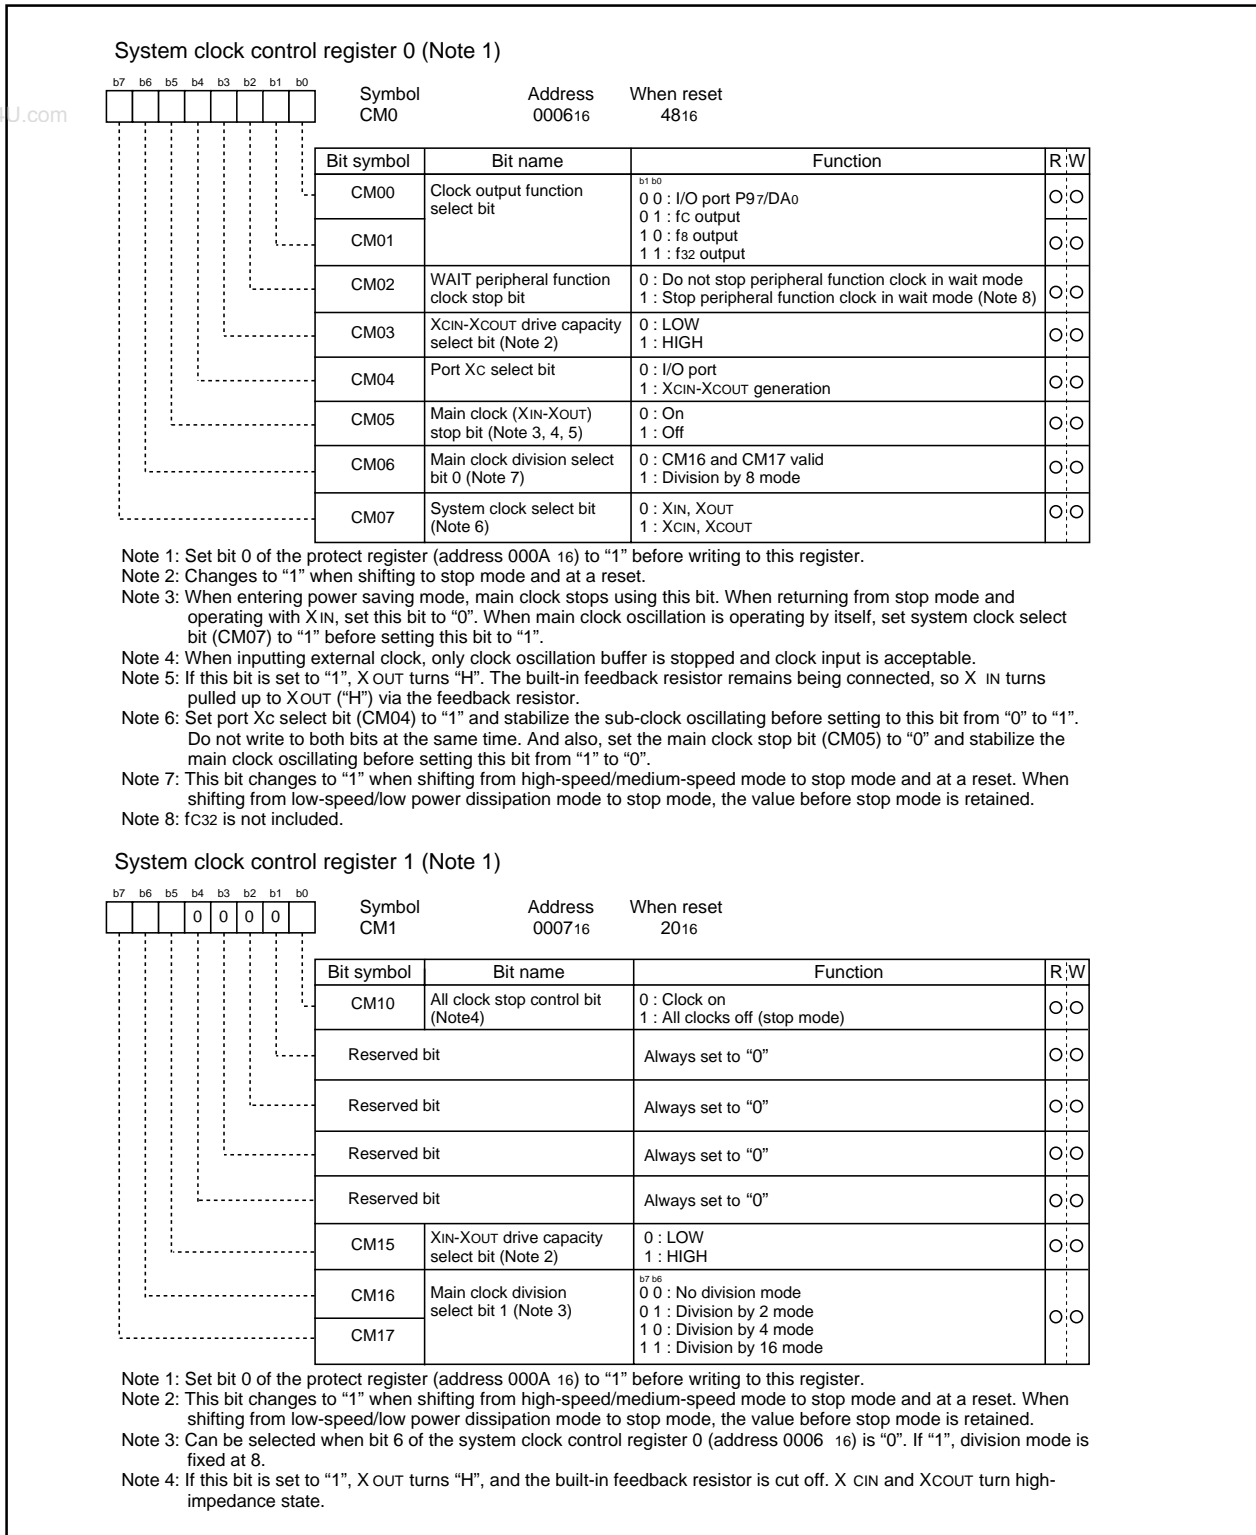 System clock control register 0 (Note 1)
b7 b6 b5 b4 b3 b2 b1 b0
Symbol Address When reset
CM0 000616 4816
4U.com
Bit symbol Bit name Function R W
CM00 Clock output function select bit
b1 b0
0 0 : I/O port P97/DA0
0 1 : fC output
1 0 : f8 output
1 1 : f32 output
CM01
CM02 WAIT peripheral function clock stop bit
0 : Do not stop peripheral function clock in wait mode
1 : Stop peripheral function clock in wait mode (Note 8)
CM03 XCIN-XCOUT drive capacity select bit (Note 2)
0 : LOW
1 : HIGH
CM04 Port XC select bit
0 : I/O port
1 : XCIN-XCOUT generation
CM05 Main clock (XIN-XOUT) stop bit (Note 3, 4, 5)
0 : On
1 : Off
CM06 Main clock division select bit 0 (Note 7)
0 : CM16 and CM17 valid
1 : Division by 8 mode
CM07 System clock select bit (Note 6)
0 : XIN, XOUT
1 : XCIN, XCOUT
Note 1: Set bit 0 of the protect register (address 000A 16) to “1” before writing to this register.
Note 2: Changes to “1” when shifting to stop mode and at a reset.
Note 3: When entering power saving mode, main clock stops using this bit. When returning from stop mode and
operating with X IN, set this bit to “0”. When main clock oscillation is operating by itself, set system clock select
bit (CM07) to “1” before setting this bit to “1”.
Note 4: When inputting external clock, only clock oscillation buffer is stopped and clock input is acceptable.
Note 5: If this bit is set to “1”, X OUT turns “H”. The built-in feedback resistor remains being connected, so X IN turns
pulled up to X OUT (“H”) via the feedback resistor.
Note 6: Set port Xc select bit (CM04) to “1” and stabilize the sub-clock oscillating before setting to this bit from “0” to “1”.
Do not write to both bits at the same time. And also, set the main clock stop bit (CM05) to “0” and stabilize the
main clock oscillating before setting this bit from “1” to “0”.
Note 7: This bit changes to “1” when shifting from high-speed/medium-speed mode to stop mode and at a reset. When
shifting from low-speed/low power dissipation mode to stop mode, the value before stop mode is retained.
Note 8: fC32 is not included.
System clock control register 1 (Note 1)
b7 b6 b5 b4 b3 b2 b1 b0
0 0 0 0
Symbol Address When reset
CM1 000716 2016
Bit symbol Bit name Function R W
CM10 All clock stop control bit (Note4)
0 : Clock on
1 : All clocks off (stop mode)
Reserved bit Always set to “0”
Reserved bit Always set to “0”
Reserved bit Always set to “0”
Reserved bit Always set to “0”
CM15 XIN-XOUT drive capacity select bit (Note 2)
0 : LOW
1 : HIGH
CM16 Main clock division select bit 1 (Note 3)
b7 b6
0 0 : No division mode
0 1 : Division by 2 mode
1 0 : Division by 4 mode
1 1 : Division by 16 mode
CM17
Note 1: Set bit 0 of the protect register (address 000A 16) to “1” before writing to this register.
Note 2: This bit changes to “1” when shifting from high-speed/medium-speed mode to stop mode and at a reset. When
shifting from low-speed/low power dissipation mode to stop mode, the value before stop mode is retained.
Note 3: Can be selected when bit 6 of the system clock control register 0 (address 0006 16) is “0”. If “1”, division mode is
fixed at 8.
Note 4: If this bit is set to “1”, X OUT turns “H”, and the built-in feedback resistor is cut off. X CIN and XCOUT turn high-
impedance state.